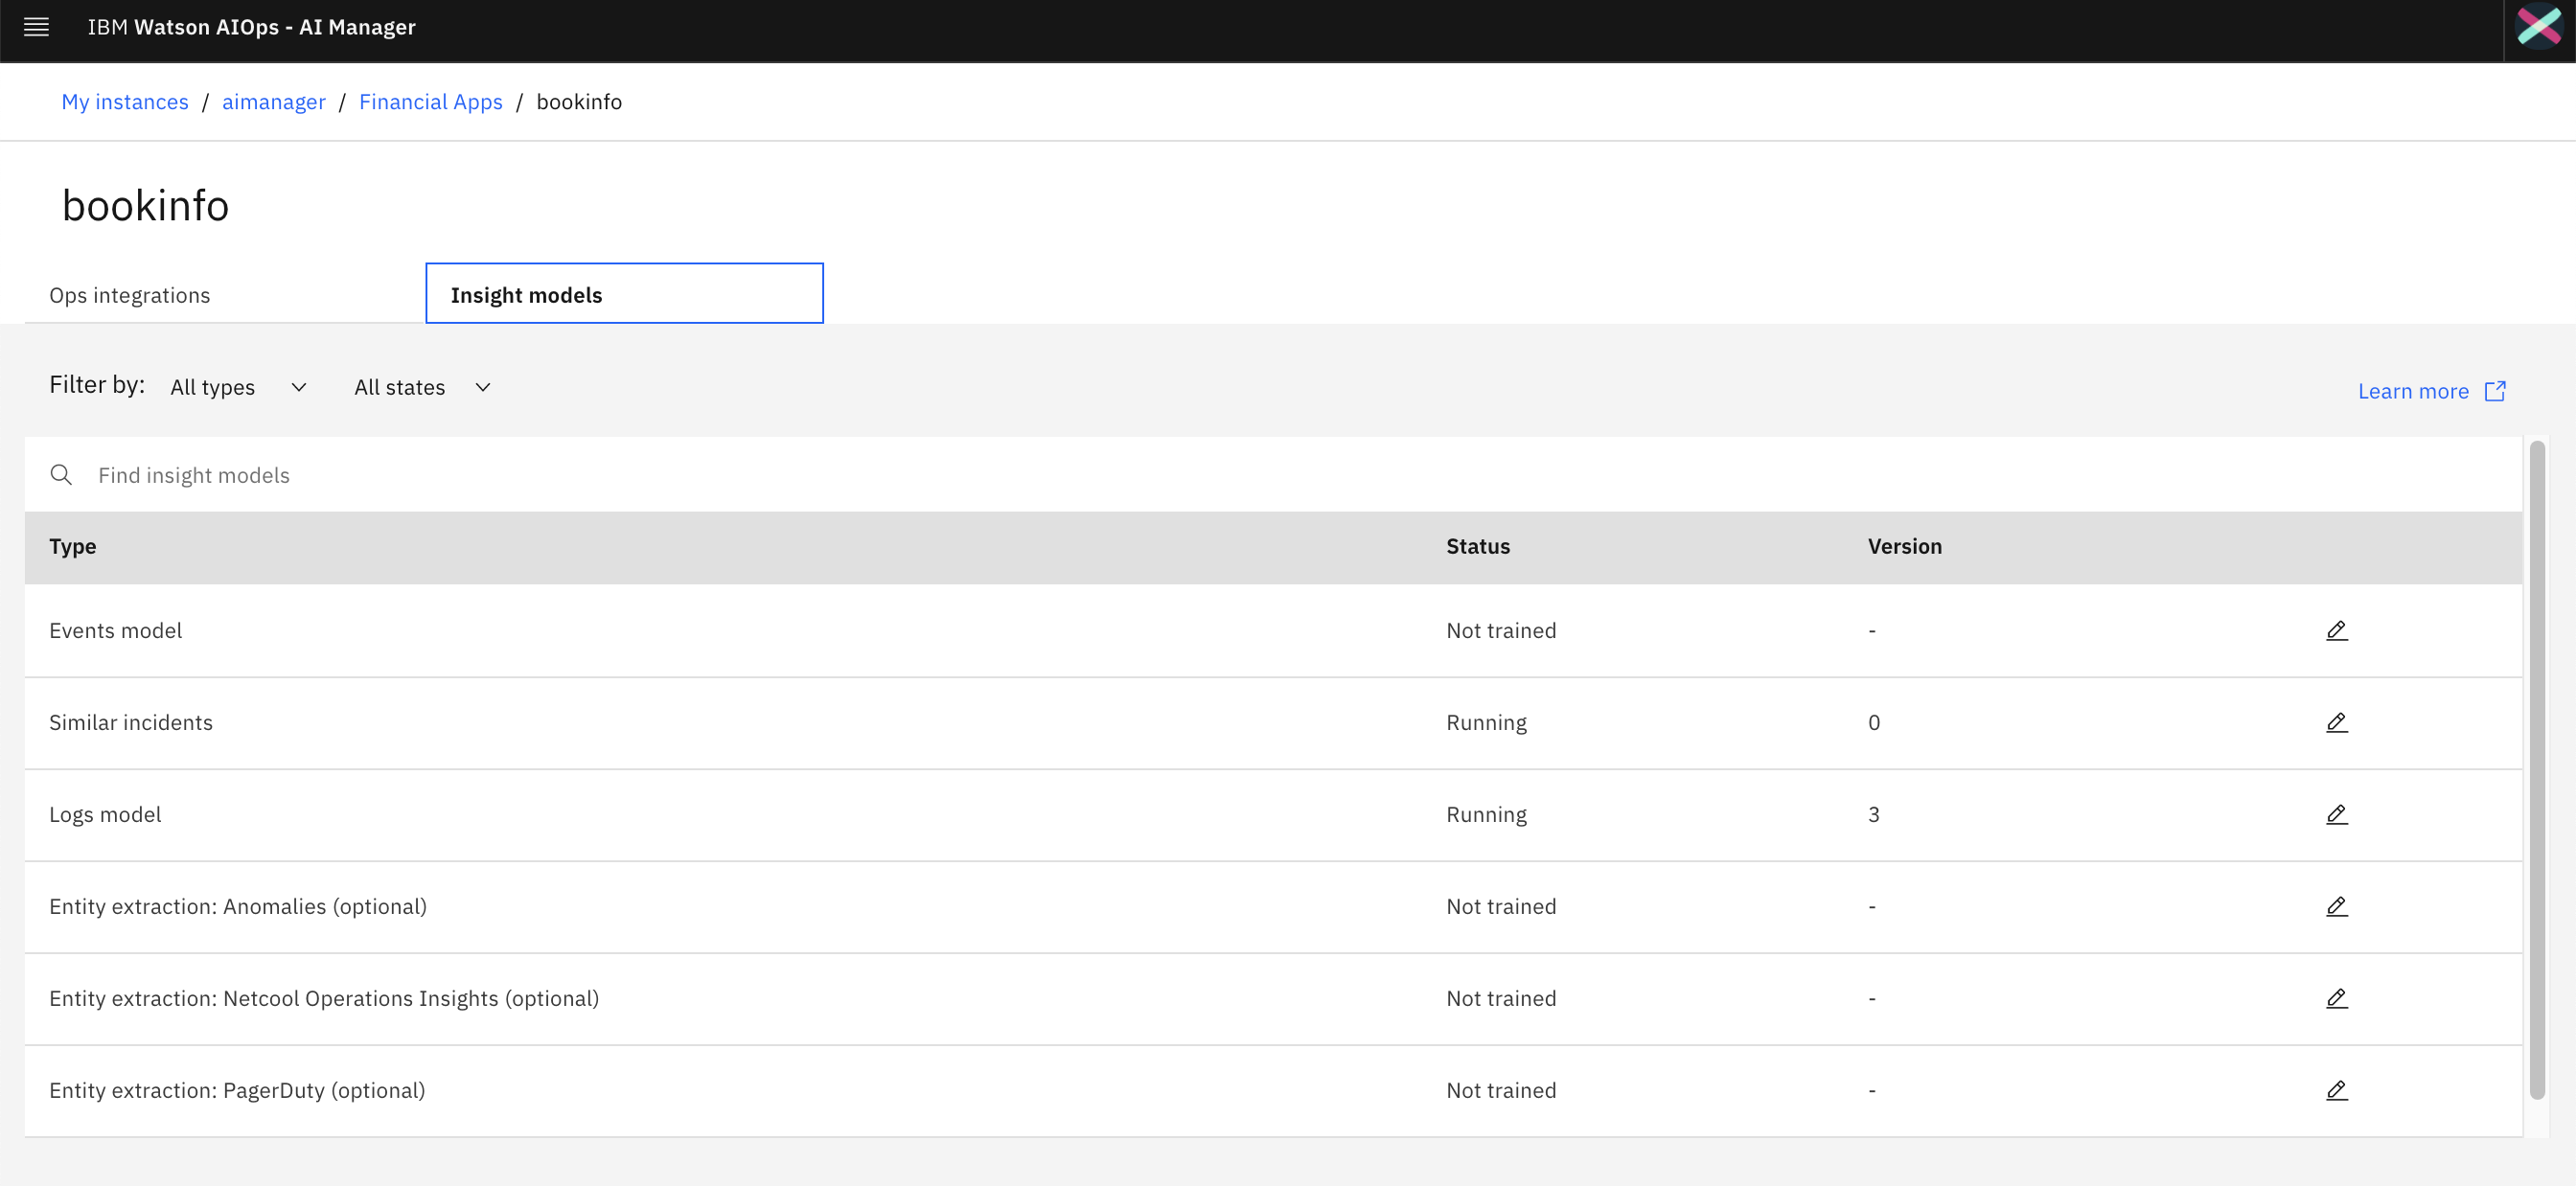 IBM Watson AIOps - AI Manager
My instances / aimanager / Financial Apps / bookinfo
bookinfo
Ops integrations Insight models
Filter by: All types All states Learn more
Find insight models
Type Status Version
Events model Not trained -
Similar incidents Running 0
Logs model Running 3
Entity extraction: Anomalies (optional) Not trained -
Entity extraction: Netcool Operations Insights (optional) Not trained -
Entity extraction: PagerDuty (optional) Not trained -